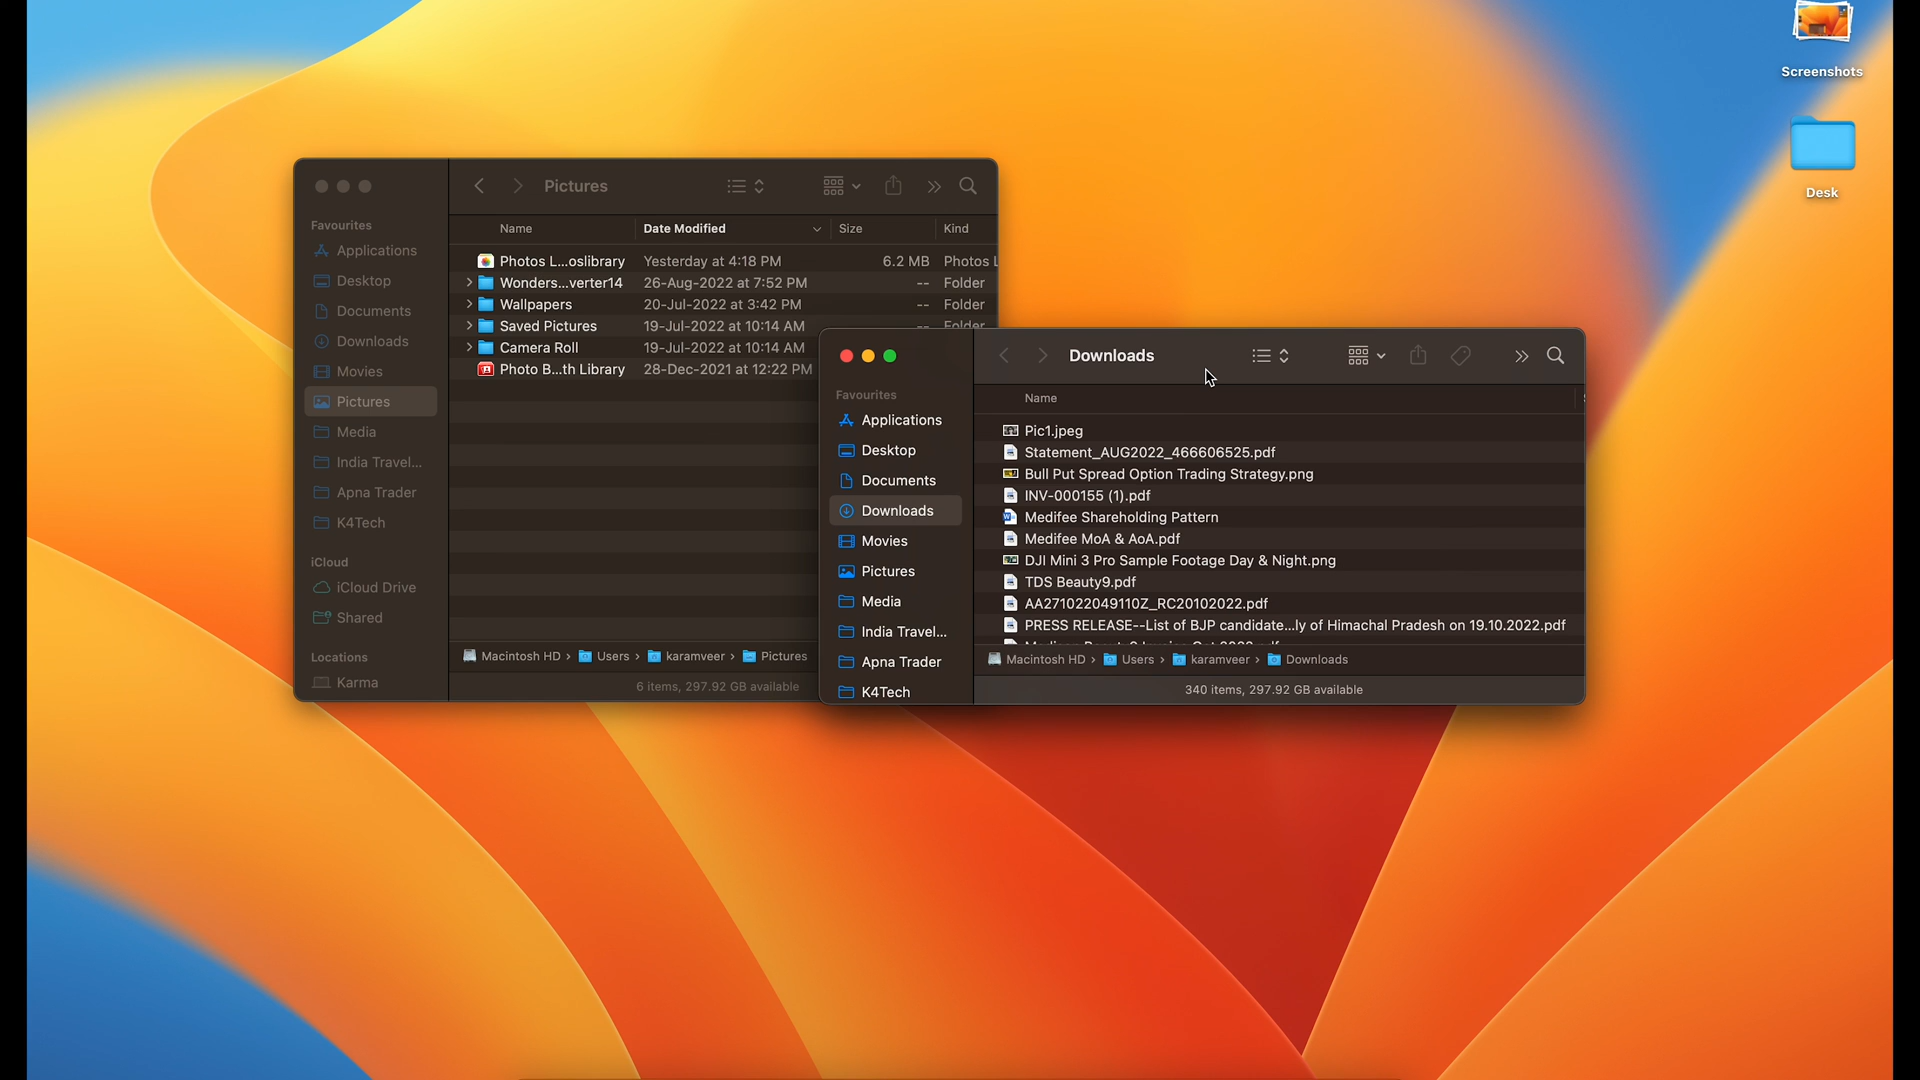 Screenshots
Desk
Pictures
Favourites
Applications
Desktop
Documents
Downloads
Movies
Pictures
Media
India Travel...
Apna Trader
K4Tech
iCloud
iCloud Drive
Shared
Locations
Karma
Name Date Modified Size Kind
Photos L...oslibrary Yesterday at 4:18 PM 6.2 MB Photos L
Wonders...verter14 26-Aug-2022 at 7:52 PM -- Folder
Wallpapers 20-Jul-2022 at 3:42 PM -- Folder
Saved Pictures 19-Jul-2022 at 10:14 AM -- Folder
Camera Roll 19-Jul-2022 at 10:14 AM
Photo B...th Library 28-Dec-2021 at 12:22 PM
Macintosh HD › Users › karamveer › Pictures
6 items, 297.92 GB available
Downloads
Favourites
Applications
Desktop
Documents
Downloads
Movies
Pictures
Media
India Travel...
Apna Trader
K4Tech
Name
Pic1.jpeg
Statement_AUG2022_466606525.pdf
Bull Put Spread Option Trading Strategy.png
INV-000155 (1).pdf
Medifee Shareholding Pattern
Medifee MoA & AoA.pdf
DJI Mini 3 Pro Sample Footage Day & Night.png
TDS Beauty9.pdf
AA271022049110Z_RC20102022.pdf
PRESS RELEASE--List of BJP candidate...ly of Himachal Pradesh on 19.10.2022.pdf
Macintosh HD › Users › karamveer › Downloads
340 items, 297.92 GB available